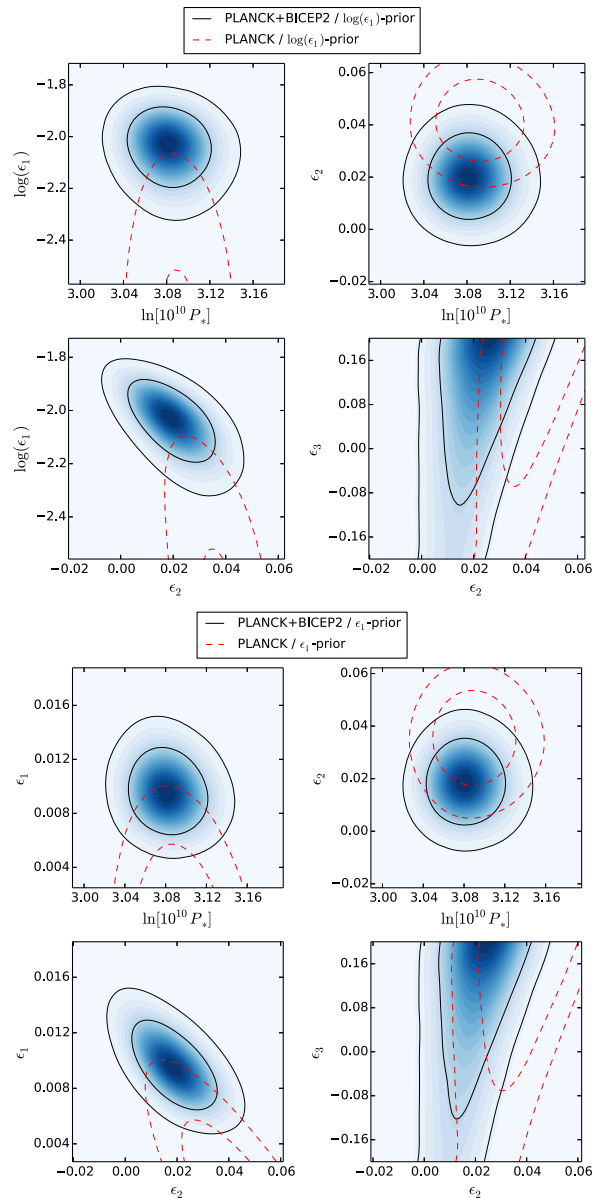 PLANCK+BICEP2 / log(ϵ₁)-prior
PLANCK / log(ϵ₁)-prior
log(ϵ₁)
−1.8
−2.0
−2.2
−2.4
3.00 3.04 3.08 3.12 3.16
ln[10¹⁰ P∗]
ϵ₂
0.06
0.04
0.02
0.00
−0.02
3.00 3.04 3.08 3.12 3.16
ln[10¹⁰ P∗]
log(ϵ₁)
−1.8
−2.0
−2.2
−2.4
−0.02 0.00 0.02 0.04 0.06
ϵ₂
ϵ₃
0.16
0.08
0.00
−0.08
−0.16
−0.02 0.00 0.02 0.04 0.06
ϵ₂
PLANCK+BICEP2 / ϵ₁-prior
PLANCK / ϵ₁-prior
ϵ₁
0.016
0.012
0.008
0.004
3.00 3.04 3.08 3.12 3.16
ln[10¹⁰ P∗]
ϵ₂
0.06
0.04
0.02
0.00
−0.02
3.00 3.04 3.08 3.12 3.16
ln[10¹⁰ P∗]
ϵ₁
0.016
0.012
0.008
0.004
−0.02 0.00 0.02 0.04 0.06
ϵ₂
ϵ₃
0.16
0.08
0.00
−0.08
−0.16
−0.02 0.00 0.02 0.04 0.06
ϵ₂